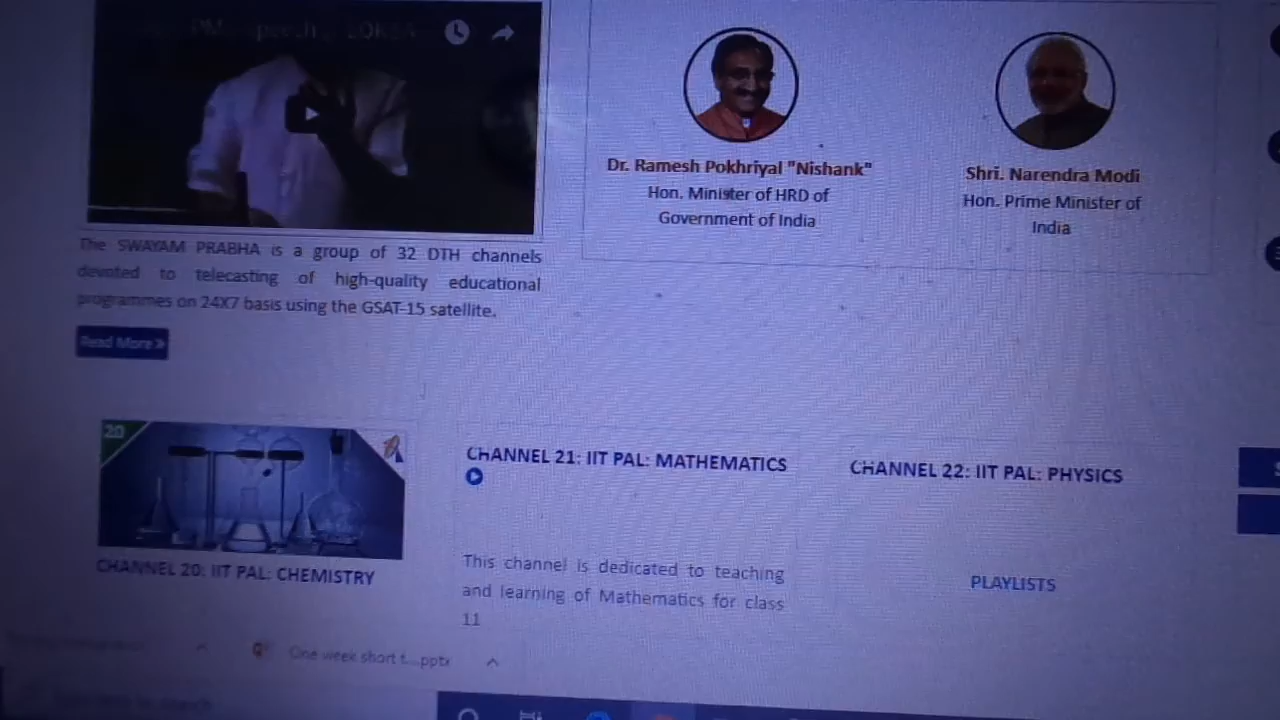 Dr. Ramesh Pokhriyal "Nishank"
Hon. Minister of HRD of
Government of India
Shri. Narendra Modi
Hon. Prime Minister of
India
The SWAYAM PRABHA is a group of 32 DTH channels
devoted to telecasting of high-quality educational
programmes on 24X7 basis using the GSAT-15 satellite.
Read More »
20
CHANNEL 20: IIT PAL: CHEMISTRY
CHANNEL 21: IIT PAL: MATHEMATICS
This channel is dedicated to teaching
and learning of Mathematics for class
11
CHANNEL 22: IIT PAL: PHYSICS
PLAYLISTS
One week short t....pptx